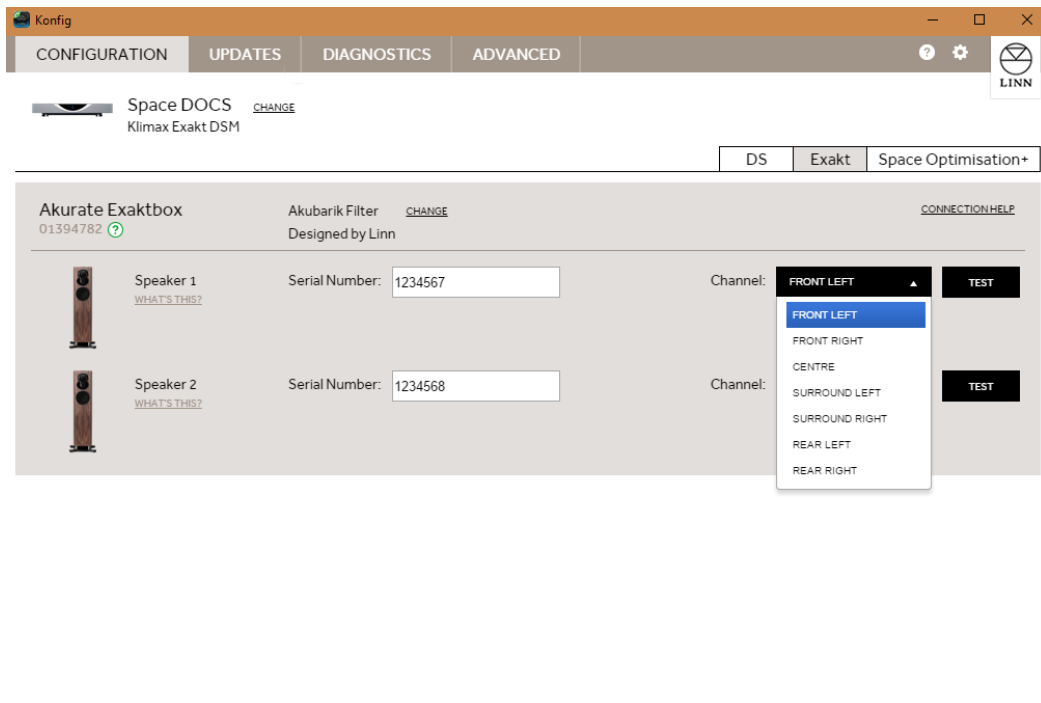 Konfig
CONFIGURATION UPDATES DIAGNOSTICS ADVANCED ?
LINN
Space DOCS CHANGE
Klimax Exakt DSM
DS Exakt Space Optimisation+
Akurate Exaktbox Akubarik Filter CHANGE CONNECTION HELP
01394782 ? Designed by Linn
Speaker 1 Serial Number: 1234567 Channel: FRONT LEFT TEST
WHAT'S THIS?
FRONT LEFT
FRONT RIGHT
CENTRE
Speaker 2 Serial Number: 1234568 Channel: TEST
SURROUND LEFT
WHAT'S THIS?
SURROUND RIGHT
REAR LEFT
REAR RIGHT